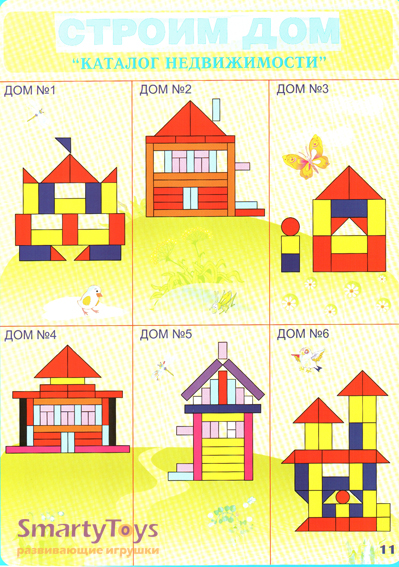 СТРОИМ ДОМ
"КАТАЛОГ НЕДВИЖИМОСТИ"
ДОМ №1
ДОМ №2
ДОМ №3
ДОМ №4
ДОМ №5
ДОМ №6
SmartyToys
развивающие игрушки
11